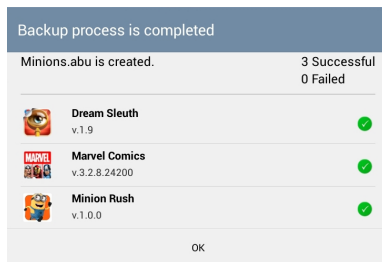 Backup process is completed
Minions.abu is created. 3 Successful
0 Failed
Dream Sleuth
v.1.9
MARVEL
Marvel Comics
v.3.2.8.24200
Minion Rush
v.1.0.0
OK